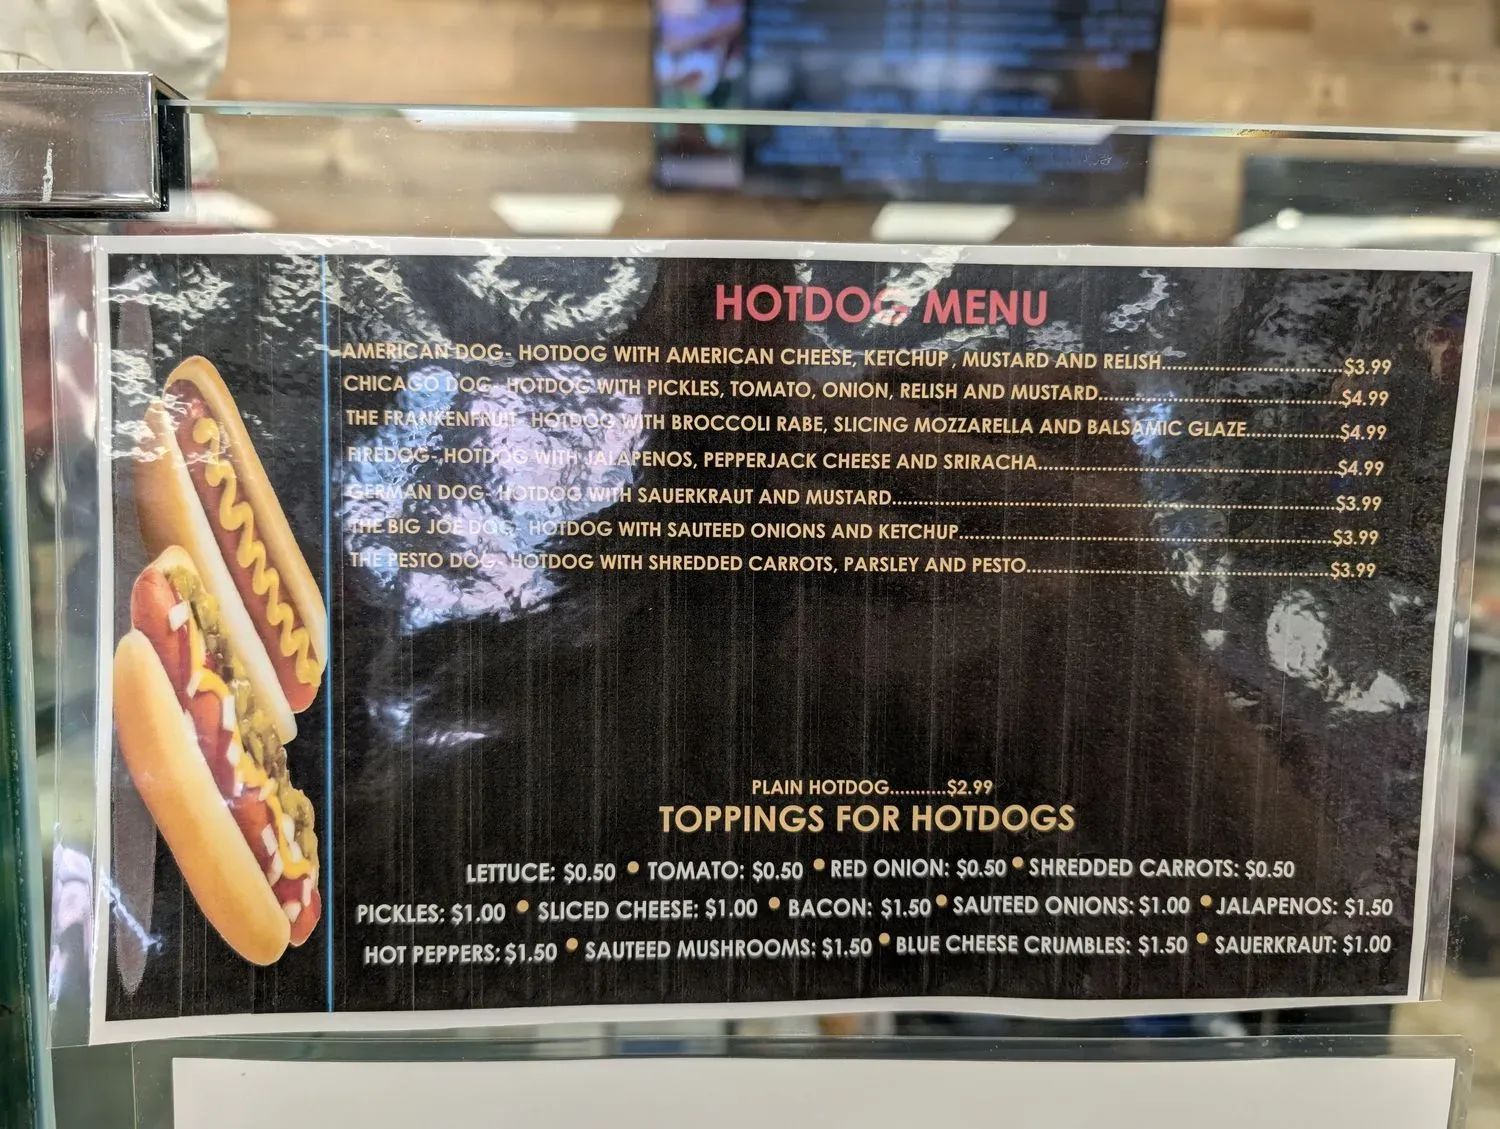 HOTDOG MENU
AMERICAN DOG- HOTDOG WITH AMERICAN CHEESE, KETCHUP , MUSTARD AND RELISH................................$3.99
CHICAGO DOG- HOTDOG WITH PICKLES, TOMATO, ONION, RELISH AND MUSTARD...........................................$4.99
THE FRANKENFRUIT- HOTDOG WITH BROCCOLI RABE, SLICING MOZZARELLA AND BALSAMIC GLAZE................$4.99
FIREDOG- HOTDOG WITH JALAPENOS, PEPPERJACK CHEESE AND SRIRACHA.....................................................$4.99
GERMAN DOG- HOTDOG WITH SAUERKRAUT AND MUSTARD................................................................................$3.99
THE BIG JOE DOG- HOTDOG WITH SAUTEED ONIONS AND KETCHUP...................................................................$3.99
THE PESTO DOG- HOTDOG WITH SHREDDED CARROTS, PARSLEY AND PESTO......................................................$3.99
PLAIN HOTDOG...........$2.99
TOPPINGS FOR HOTDOGS
LETTUCE: $0.50 • TOMATO: $0.50 • RED ONION: $0.50 • SHREDDED CARROTS: $0.50
PICKLES: $1.00 • SLICED CHEESE: $1.00 • BACON: $1.50 • SAUTEED ONIONS: $1.00 • JALAPENOS: $1.50
HOT PEPPERS: $1.50 • SAUTEED MUSHROOMS: $1.50 • BLUE CHEESE CRUMBLES: $1.50 • SAUERKRAUT: $1.00